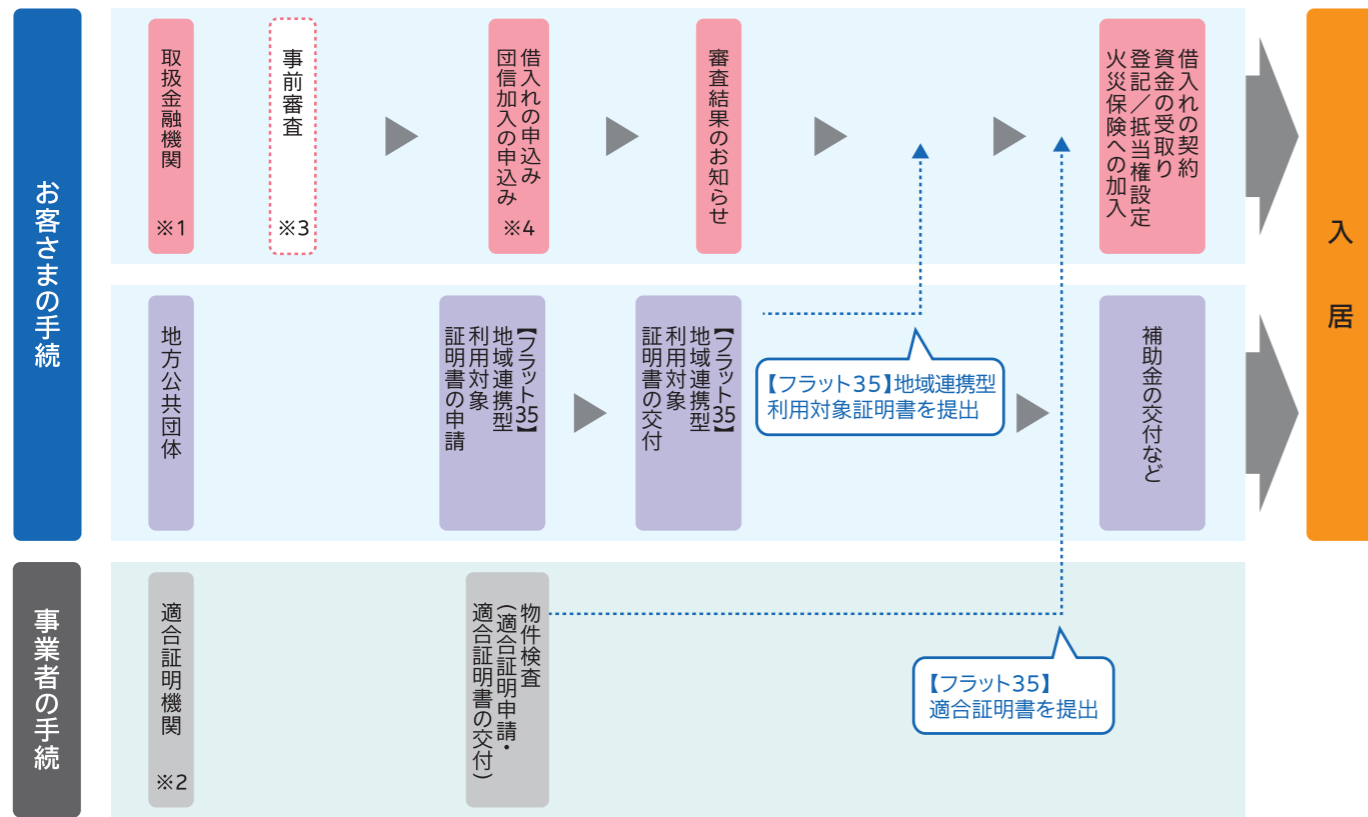 お客さまの手続
取扱金融機関
※1
事前審査
※3
借入れの申込み
団信加入の申込み
※4
審査結果のお知らせ
借入れの契約
資金の受取り
登記／抵当権設定
火災保険への加入
地方公共団体
【フラット35】
地域連携型
利用対象
証明書の申請
【フラット35】
地域連携型
利用対象
証明書の交付
【フラット35】地域連携型
利用対象証明書を提出
補助金の交付など
入居
事業者の手続
適合証明機関
※2
物件検査
(適合証明申請・
適合証明書の交付)
【フラット35】
適合証明書を提出